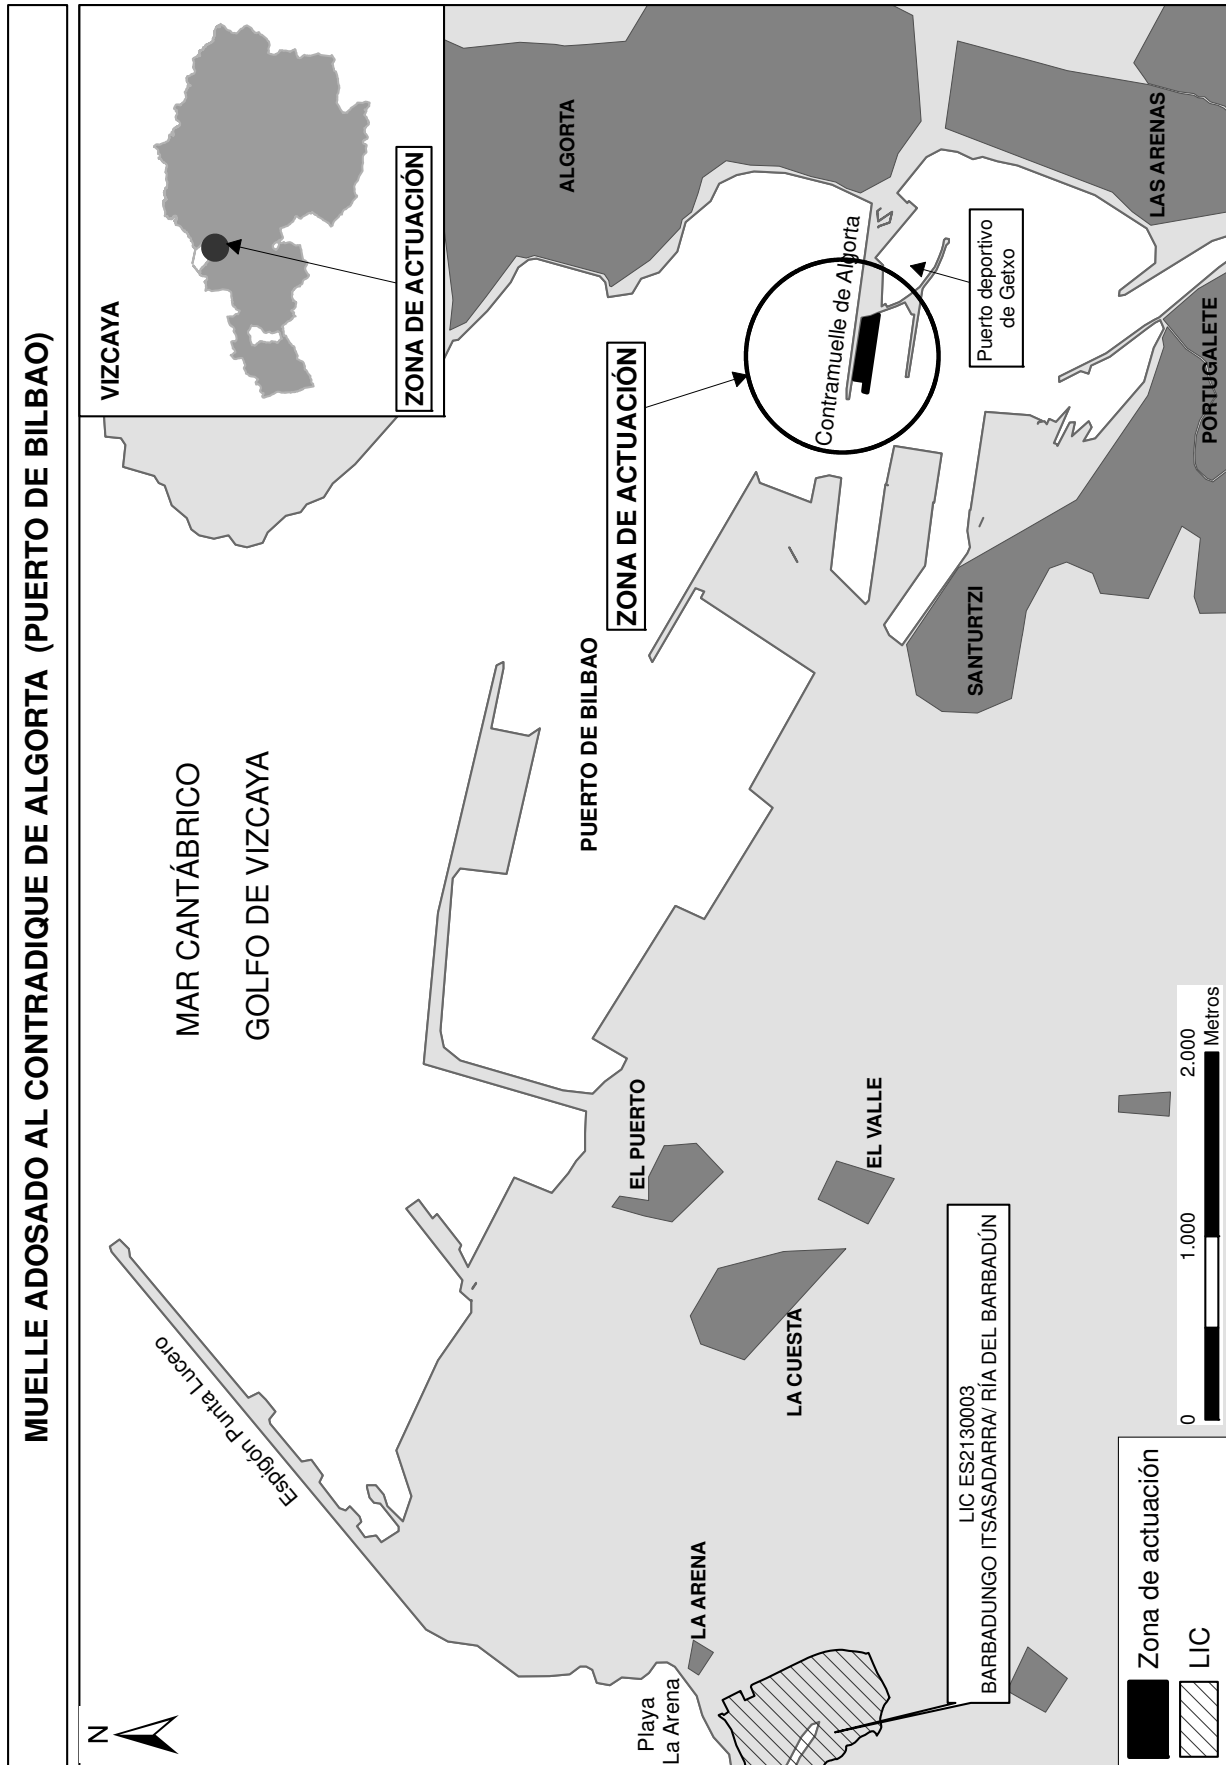 MUELLE ADOSADO AL CONTRADIQUE DE ALGORTA (PUERTO DE BILBAO)
N
MAR CANTÁBRICO
GOLFO DE VIZCAYA
VIZCAYA
ZONA DE ACTUACIÓN
Espigón Punta Lucero
PUERTO DE BILBAO
ZONA DE ACTUACIÓN
ALGORTA
Contramuelle de Algorta
Puerto deportivo
de Getxo
LAS ARENAS
PORTUGALETE
SANTURTZI
EL PUERTO
EL VALLE
LA CUESTA
LA ARENA
Playa
La Arena
LIC ES2130003
BARBADUNGO ITSASADARRA/ RÍA DEL BARBADÚN
Zona de actuación
LIC
0
1.000
2.000
Metros